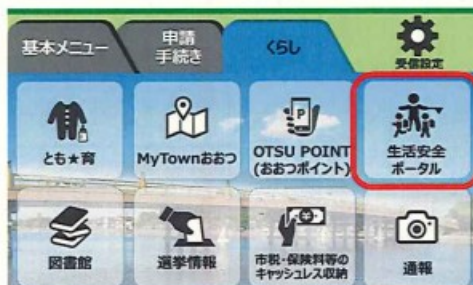 基本メニュー
申請
手続き
くらし
受信設定
とも★育
MyTownおおつ
P
OTSU POINT
(おおつポイント)
生活安全
ポータル
図書館
選挙情報
¥
市税・保険料等の
キャッシュレス収納
通報